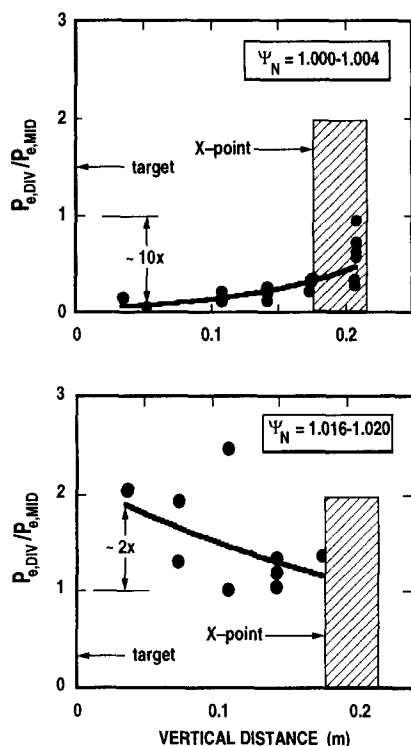 3
Ψ_N = 1.000-1.004
2
X–point
target
P_e,DIV/P_e,MID
1
~ 10x
0
0
0.1
0.2
3
Ψ_N = 1.016-1.020
2
P_e,DIV/P_e,MID
~ 2x
1
X–point
target
0
0
0.1
0.2
VERTICAL DISTANCE (m)